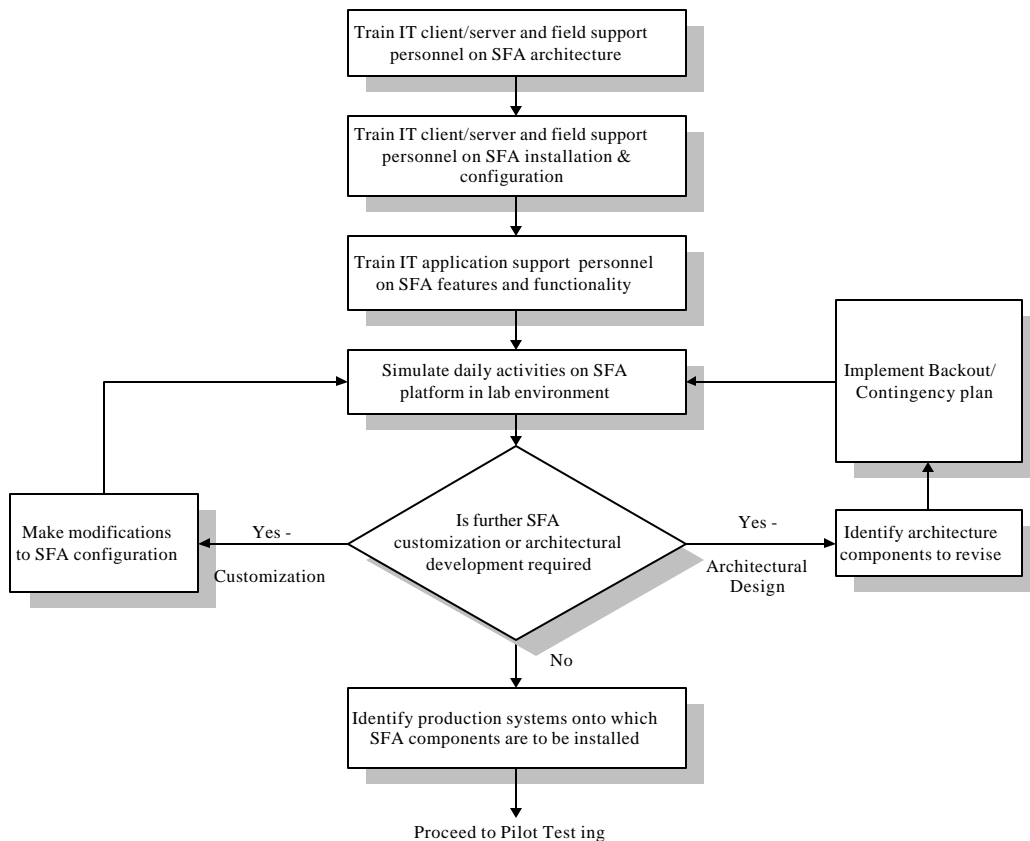 Train IT client/server and field support
personnel on SFA architecture
Train IT client/server and field support
personnel on SFA installation &
configuration
Train IT application support personnel
on SFA features and functionality
Simulate daily activities on SFA
platform in lab environment
Implement Backout/
Contingency plan
Make modifications
to SFA configuration
Yes -
Customization
Is further SFA
customization or architectural
development required
Yes -
Architectural
Design
Identify architecture
components to revise
No
Identify production systems onto which
SFA components are to be installed
Proceed to Pilot Test ing